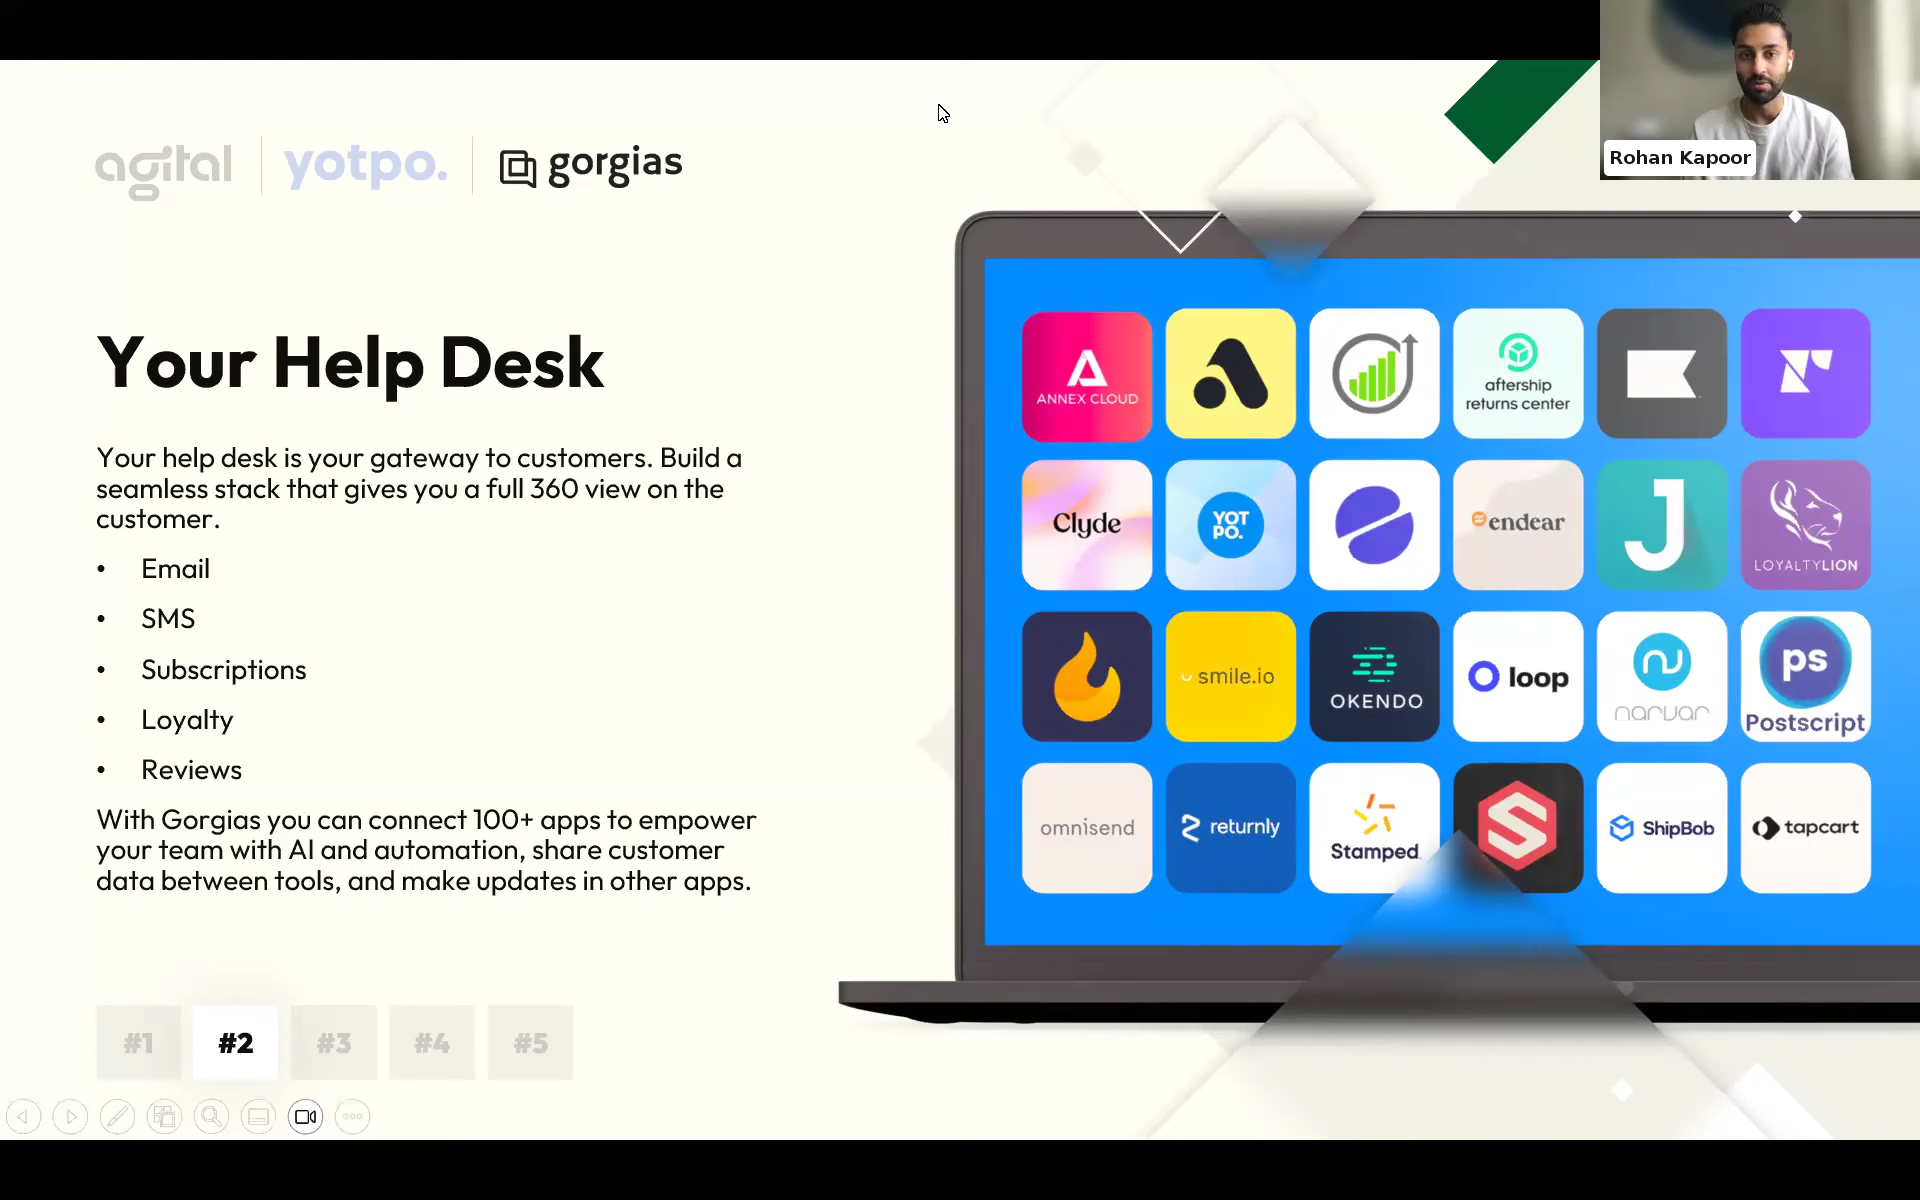 Rohan Kapoor
agital
yotpo.
gorgias
Your Help Desk
Your help desk is your gateway to customers. Build a
seamless stack that gives you a full 360 view on the
customer.
• Email
• SMS
• Subscriptions
• Loyalty
• Reviews
With Gorgias you can connect 100+ apps to empower
your team with AI and automation, share customer
data between tools, and make updates in other apps.
#1
#2
#3
#4
#5
ANNEX CLOUD
aftership
returns center
Clyde
YOT
PO.
endear
J
LOYALTYLION
smile.io
OKENDO
loop
narvar
ps
Postscript
omnisend
returnly
Stamped
S
ShipBob
tapcart